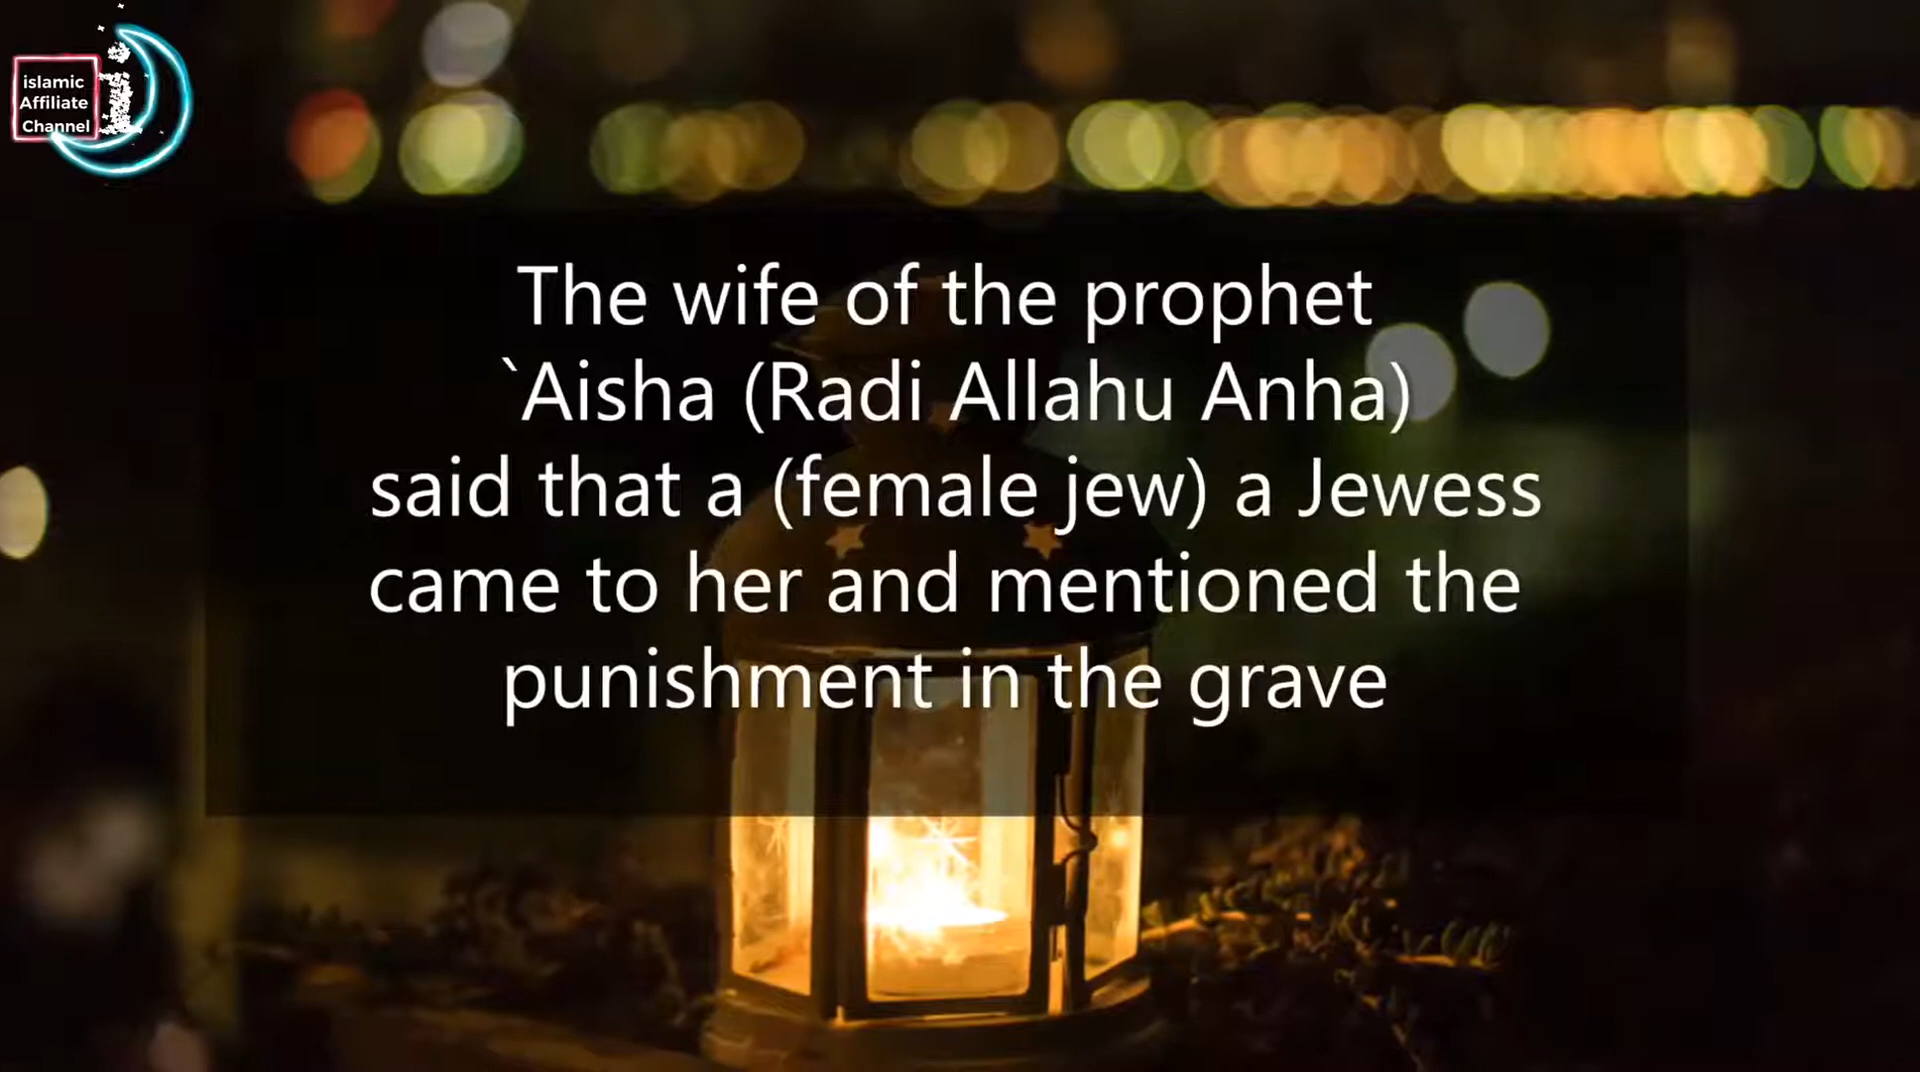 islamic
Affiliate
Channel
The wife of the prophet
`Aisha (Radi Allahu Anha)
said that a (female jew) a Jewess
came to her and mentioned the
punishment in the grave